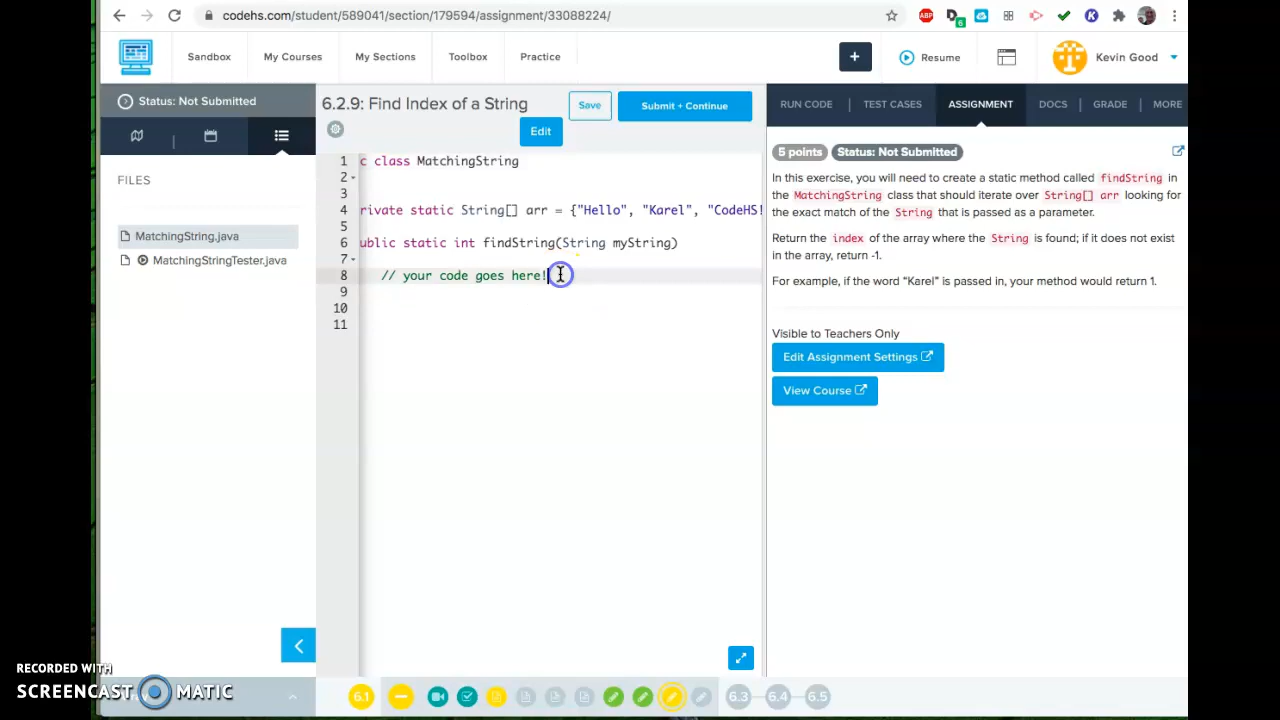 codehs.com/student/589041/section/179594/assignment/33088224/
ABP
D
6
K
Sandbox
My Courses
My Sections
Toolbox
Practice
+
Resume
Kevin Good
Status: Not Submitted
FILES
MatchingString.java
MatchingStringTester.java
6.2.9: Find Index of a String
Save
Submit + Continue
Edit
1 c class MatchingString
2
3
4 rivate static String[] arr = {"Hello", "Karel", "CodeHS!
5
6 ublic static int findString(String myString)
7
8 // your code goes here!
9
10
11
RUN CODE
TEST CASES
ASSIGNMENT
DOCS
GRADE
MORE
5 points
Status: Not Submitted
In this exercise, you will need to create a static method called findString in
the MatchingString class that should iterate over String[] arr looking for
the exact match of the String that is passed as a parameter.
Return the index of the array where the String is found; if it does not exist
in the array, return -1.
For example, if the word “Karel” is passed in, your method would return 1.
Visible to Teachers Only
Edit Assignment Settings
View Course
6.1
6.3
6.4
6.5
RECORDED WITH
SCREENCAST MATIC